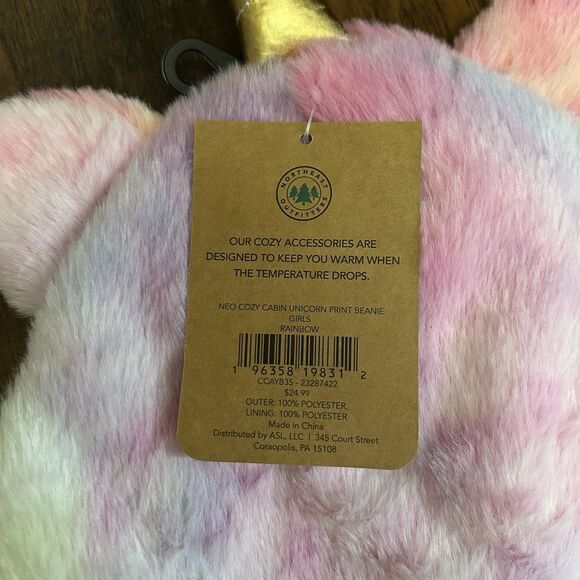 NORTHEAST
OUTFITTERS
OUR COZY ACCESSORIES ARE
DESIGNED TO KEEP YOU WARM WHEN
THE TEMPERATURE DROPS.
NEO COZY CABIN UNICORN PRINT BEANIE
GIRLS
RAINBOW
1 96358 19831 2
CCAYB35 - 23287422
$24.99
OUTER: 100% POLYESTER,
LINING: 100% POLYESTER
Made in China
Distributed by ASL, LLC | 345 Court Street
Coraopolis, PA 15108